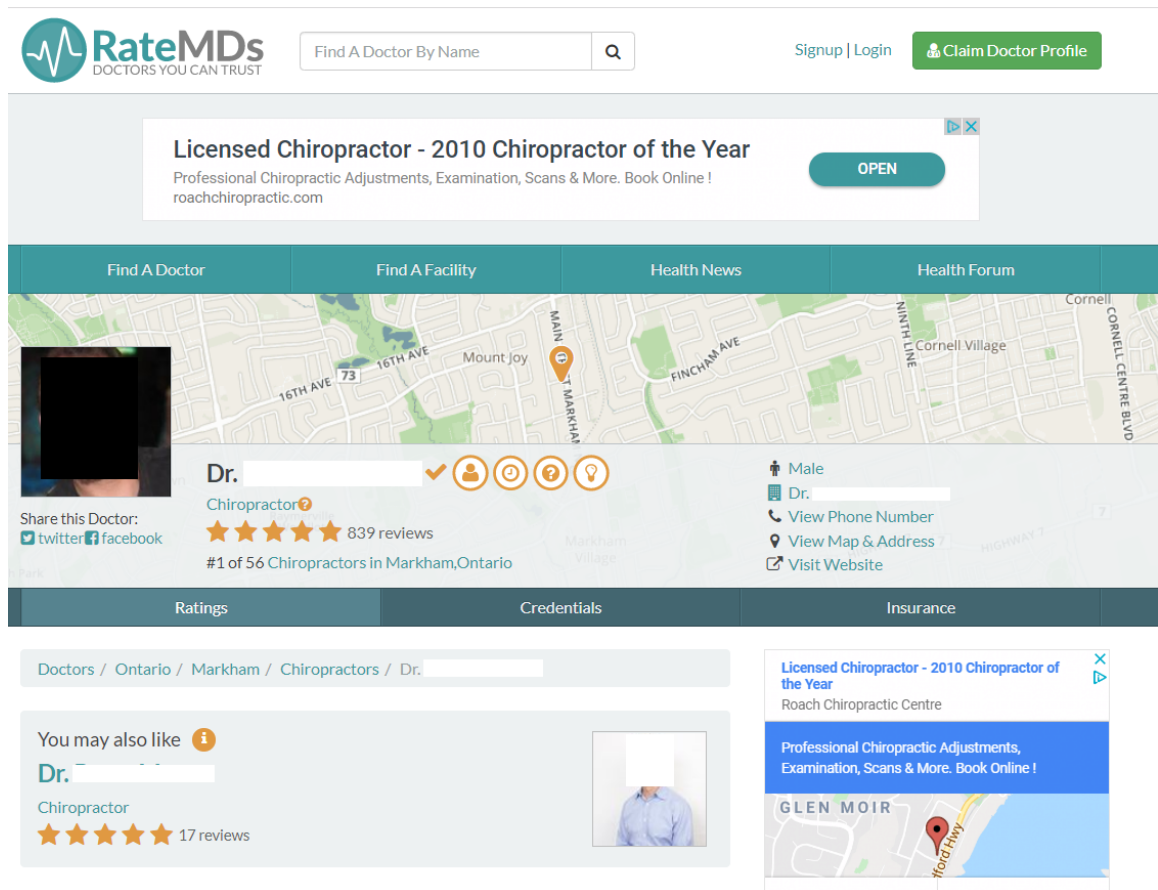 RateMDs
DOCTORS YOU CAN TRUST
Find A Doctor By Name
Signup | Login
Claim Doctor Profile
Licensed Chiropractor - 2010 Chiropractor of the Year
Professional Chiropractic Adjustments, Examination, Scans & More. Book Online !
roachchiropractic.com
OPEN
Find A Doctor
Find A Facility
Health News
Health Forum
16TH AVE
73
16TH AVE
Mount Joy
MAIN
MARKHAM
FINCHAM AVE
NINTH LINE
Cornell
Cornell Village
CORNELL CENTRE BLVD
Share this Doctor:
twitter facebook
Dr.
Chiropractor
839 reviews
#1 of 56 Chiropractors in Markham,Ontario
Markham
Village
Male
Dr.
View Phone Number
View Map & Address
Visit Website
7
7
HIGHWAY 7
Park
Ratings
Credentials
Insurance
Doctors / Ontario / Markham / Chiropractors / Dr.
You may also like
Dr.
Chiropractor
17 reviews
Licensed Chiropractor - 2010 Chiropractor of
the Year
Roach Chiropractic Centre
Professional Chiropractic Adjustments,
Examination, Scans & More. Book Online !
GLEN MOIR
Hwy